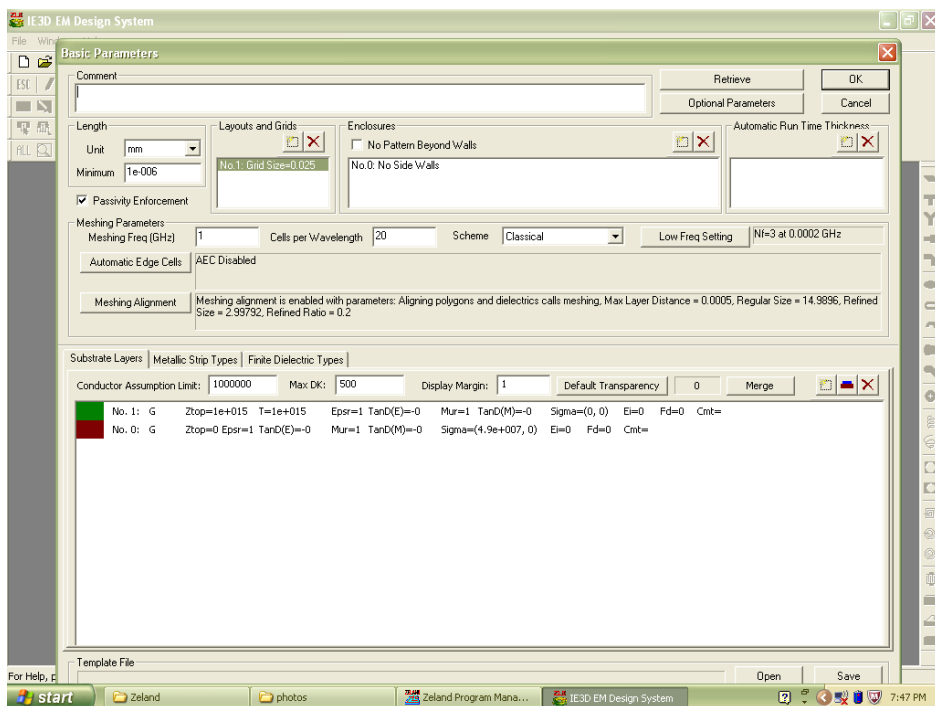 IE3D EM Design System
File
Basic Parameters
Comment
Retrieve
OK
Optional Parameters
Cancel
ESC
ALL
Length
Unit mm
Minimum 1e-006
Layouts and Grids
No.1: Grid Size=0.025
Enclosures
No Pattern Beyond Walls
No.0: No Side Walls
Automatic Run Time Thickness
Passivity Enforcement
Meshing Parameters
Meshing Freq (GHz) 1 Cells per Wavelength 20 Scheme Classical Low Freq Setting Nf=3 at 0.0002 GHz
Automatic Edge Cells AEC Disabled
Meshing Alignment Meshing alignment is enabled with parameters: Aligning polygons and dielectrics calls meshing, Max Layer Distance = 0.0005, Regular Size = 14.9896, Refined
Size = 2.99792, Refined Ratio = 0.2
Substrate Layers Metallic Strip Types Finite Dielectric Types
Conductor Assumption Limit: 1000000 Max DK: 500 Display Margin: 1 Default Transparency 0 Merge
No. 1: G Ztop=1e+015 T=1e+015 Epsr=1 TanD(E)=-0 Mur=1 TanD(M)=-0 Sigma=(0, 0) Ei=0 Fd=0 Cmt=
No. 0: G Ztop=0 Epsr=1 TanD(E)=-0 Mur=1 TanD(M)=-0 Sigma=(4.9e+007, 0) Ei=0 Fd=0 Cmt=
Template File
Open
Save
For Help,
start Zeland photos Zeland Program Mana... IE3D EM Design System 7:47 PM